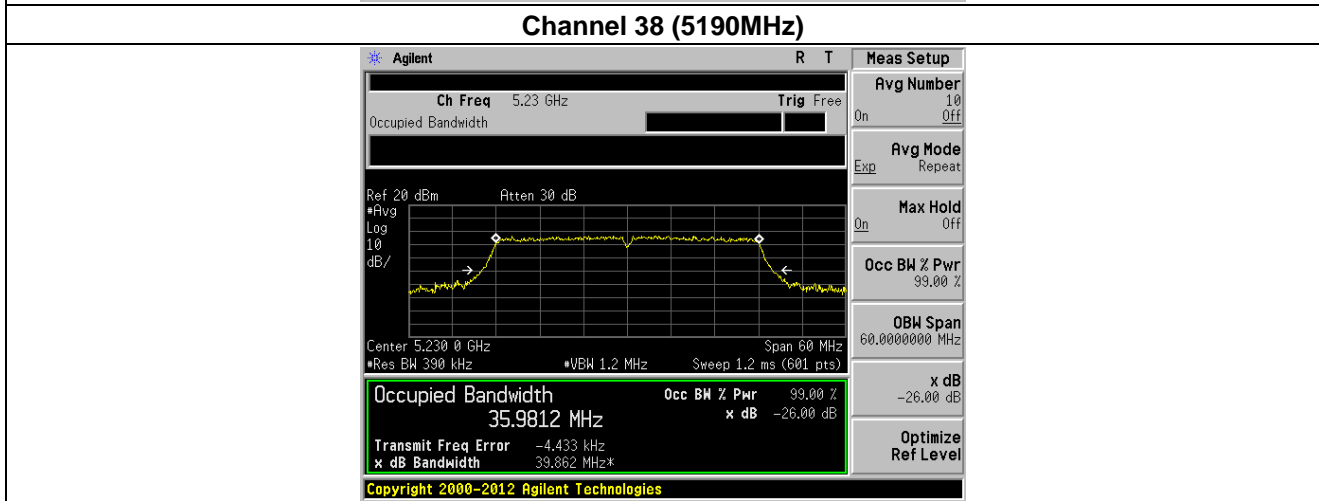 Channel 38 (5190MHz)
Agilent R T
Ch Freq 5.23 GHz Trig Free
Occupied Bandwidth
Ref 20 dBm Atten 30 dB
#Avg
Log
10
dB/
Center 5.230 0 GHz Span 60 MHz
#Res BW 390 kHz #VBW 1.2 MHz Sweep 1.2 ms (601 pts)
Occupied Bandwidth Occ BW % Pwr 99.00 %
35.9812 MHz x dB -26.00 dB
Transmit Freq Error -4.433 kHz
x dB Bandwidth 39.862 MHz*
Copyright 2000-2012 Agilent Technologies
Meas Setup
Avg Number
10
On Off
Avg Mode
Exp Repeat
Max Hold
On Off
Occ BW % Pwr
99.00 %
OBW Span
60.0000000 MHz
x dB
-26.00 dB
Optimize
Ref Level